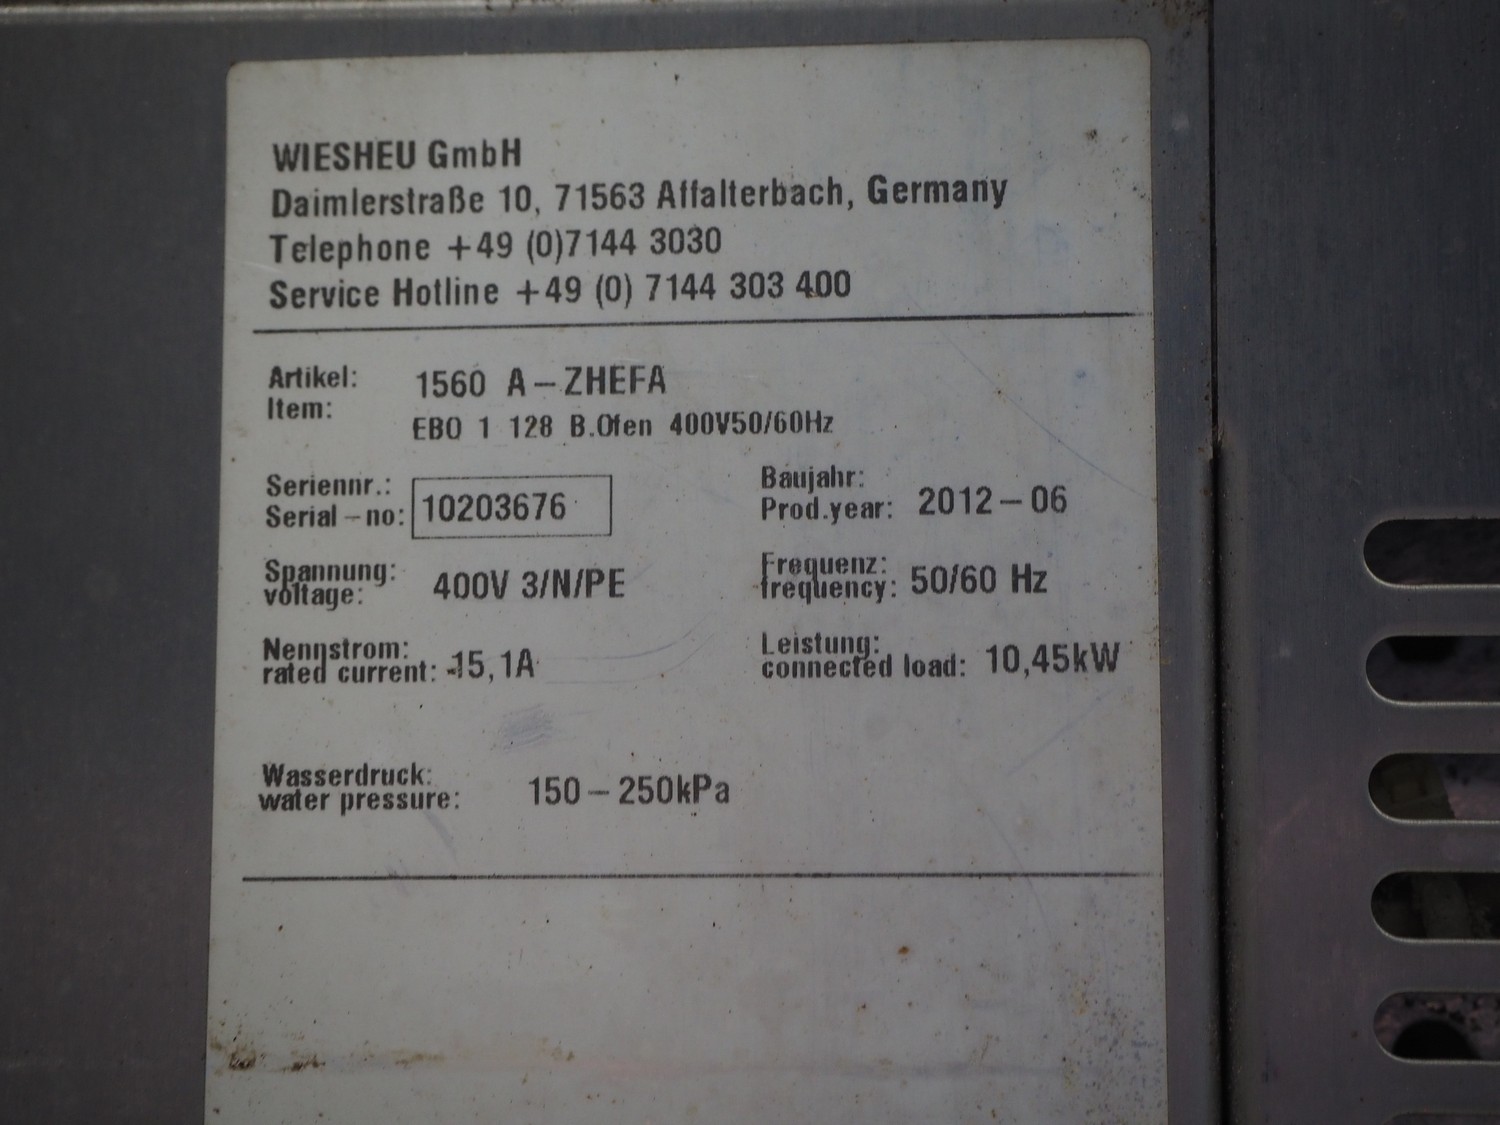 WIESHEU GmbH
Daimlerstraße 10, 71563 Affalterbach, Germany
Telephone +49 (0)7144 3030
Service Hotline +49 (0) 7144 303 400
Artikel: 1560 A-ZHEFA
Item: EBO 1 128 B.Ofen 400V50/60Hz
Seriennr.: Baujahr:
Serial-no: 10203676 Prod.year: 2012-06
Spannung: Frequenz:
voltage: 400V 3/N/PE frequency: 50/60 Hz
Nennstrom: Leistung:
rated current: 15,1A connected load: 10,45kW
Wasserdruck:
water pressure: 150-250kPa